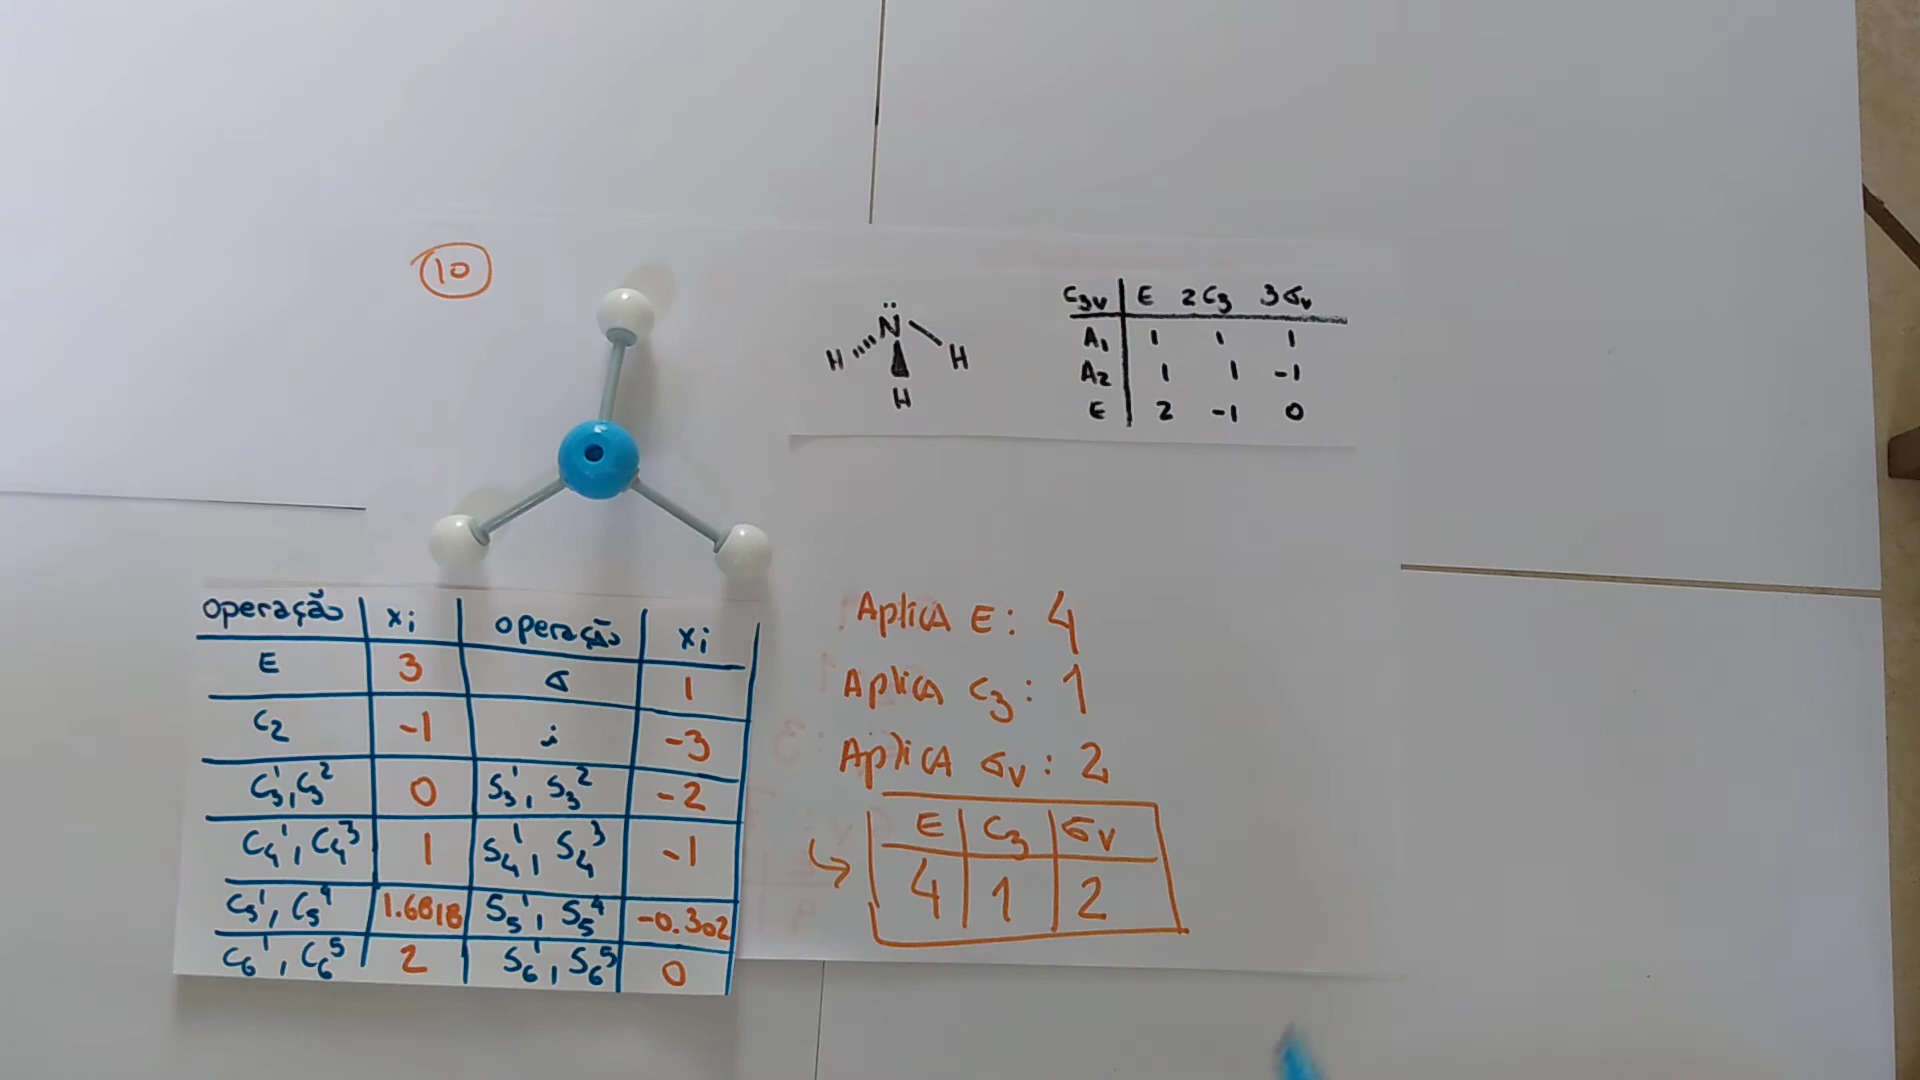 10
N̈
H H
H
C3v E 2C3 3σv
A1 1 1 1
A2 1 1 -1
E 2 -1 0
operação xi operação xi
E 3 σ 1
C2 -1 i -3
C3¹, C3² 0 S3¹, S3² -2
C4¹, C4³ 1 S4¹, S4³ -1
C5¹, C5⁴ 1.6818 S5¹, S5⁴ -0.302
C6¹, C6⁵ 2 S6¹, S6⁵ 0
Aplica E: 4
Aplica C3: 1
Aplica σv: 2
E C3 σv
4 1 2